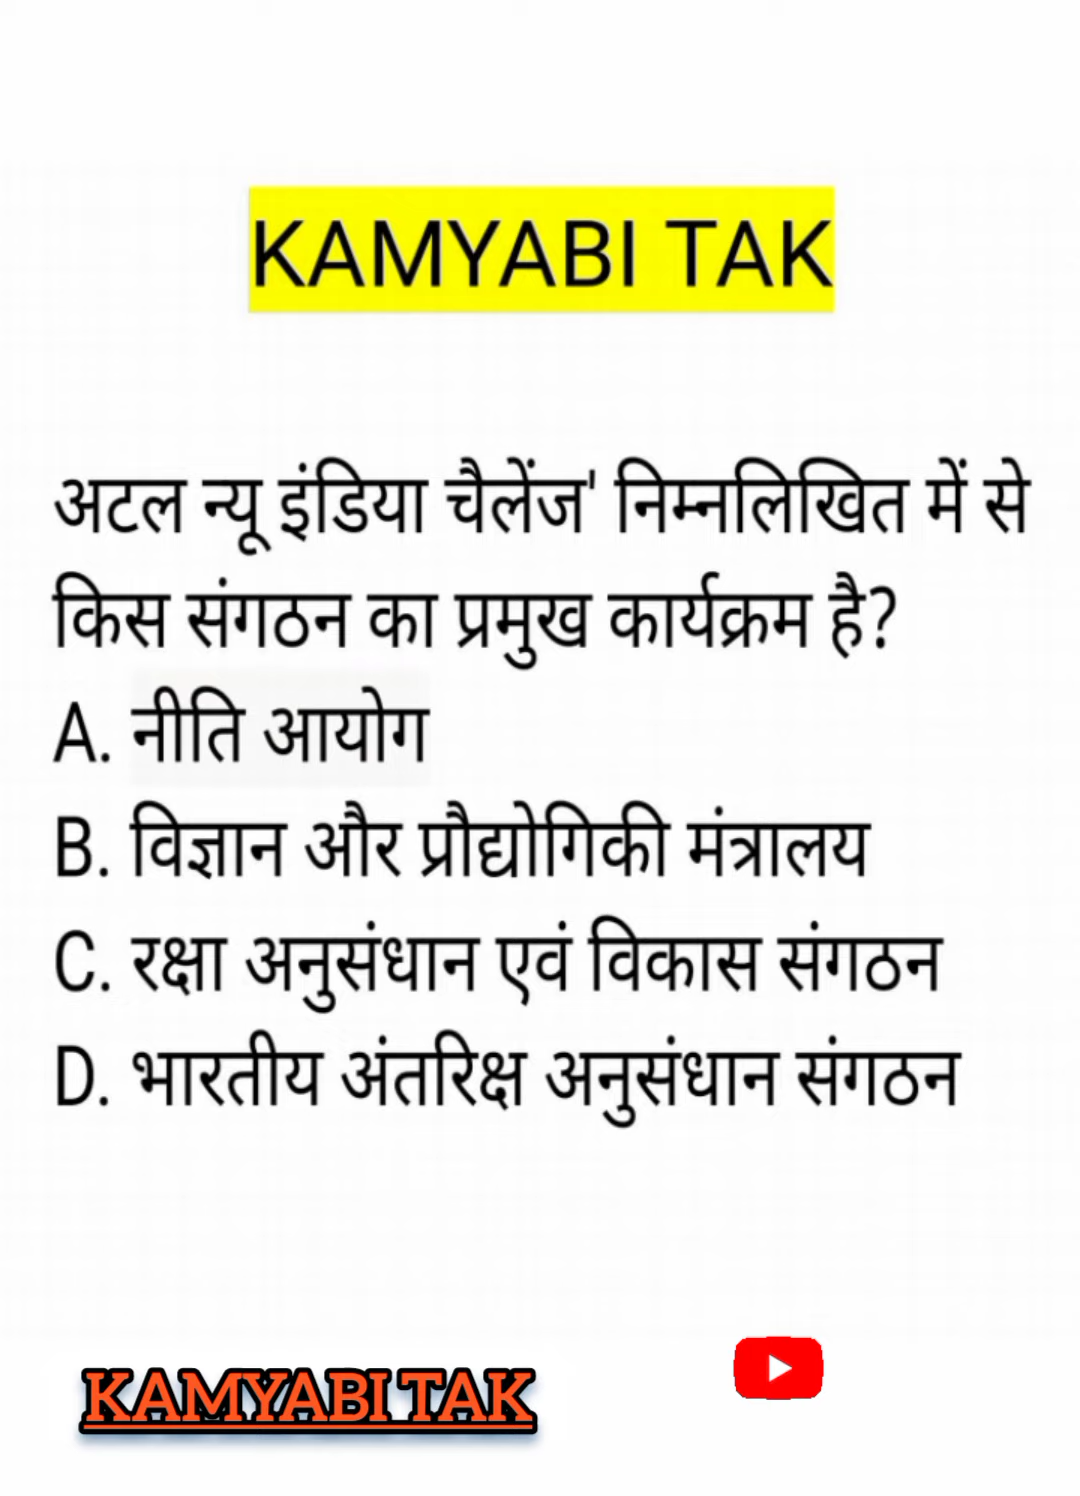 KAMYABI TAK
अटल न्यू इंडिया चैलेंज' निम्नलिखित में से
किस संगठन का प्रमुख कार्यक्रम है?
A. नीति आयोग
B. विज्ञान और प्रौद्योगिकी मंत्रालय
C. रक्षा अनुसंधान एवं विकास संगठन
D. भारतीय अंतरिक्ष अनुसंधान संगठन
KAMYABI TAK